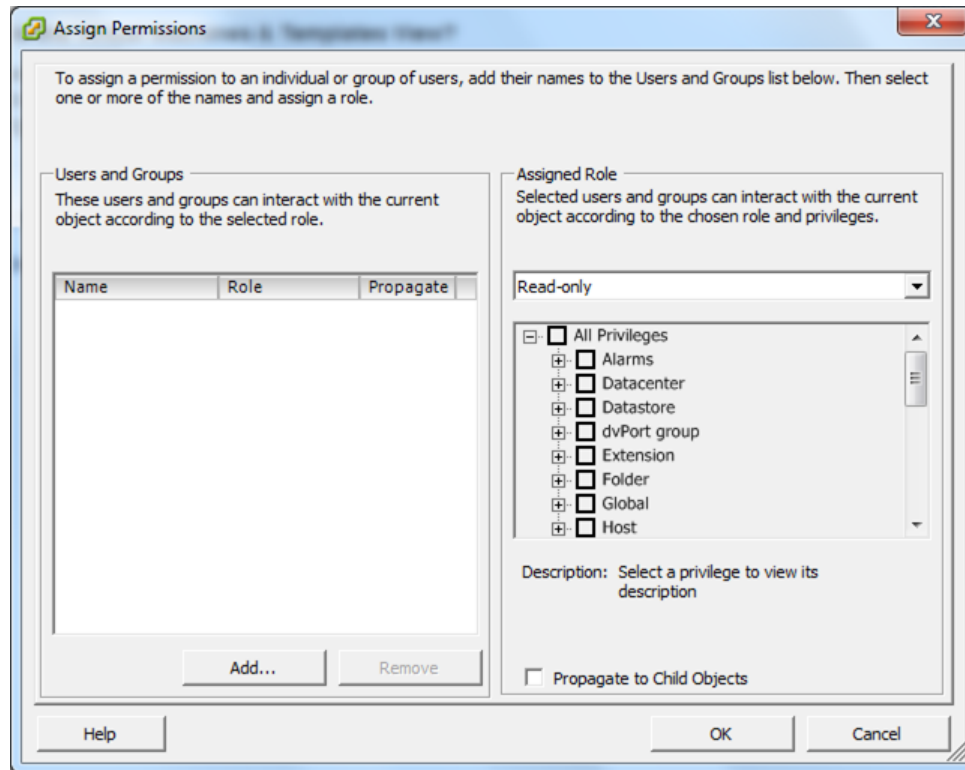 Assign Permissions
To assign a permission to an individual or group of users, add their names to the Users and Groups list below. Then select
one or more of the names and assign a role.
Users and Groups
These users and groups can interact with the current
object according to the selected role.
Name Role Propagate
Add...
Remove
Assigned Role
Selected users and groups can interact with the current
object according to the chosen role and privileges.
Read-only
All Privileges
Alarms
Datacenter
Datastore
dvPort group
Extension
Folder
Global
Host
Description: Select a privilege to view its
description
Propagate to Child Objects
Help
OK
Cancel